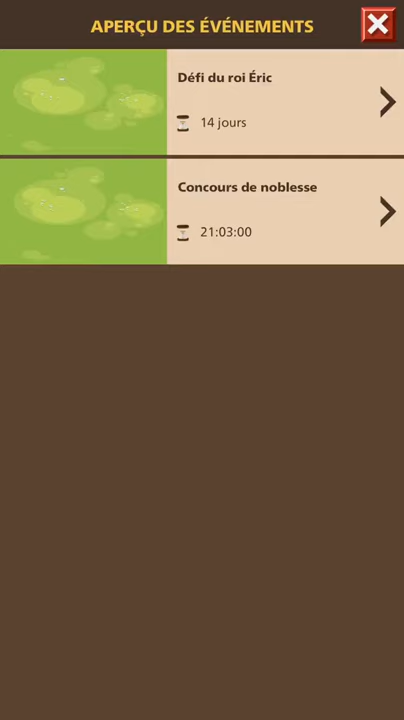 APERÇU DES ÉVÉNEMENTS
Défi du roi Éric
14 jours
Concours de noblesse
21:03:00